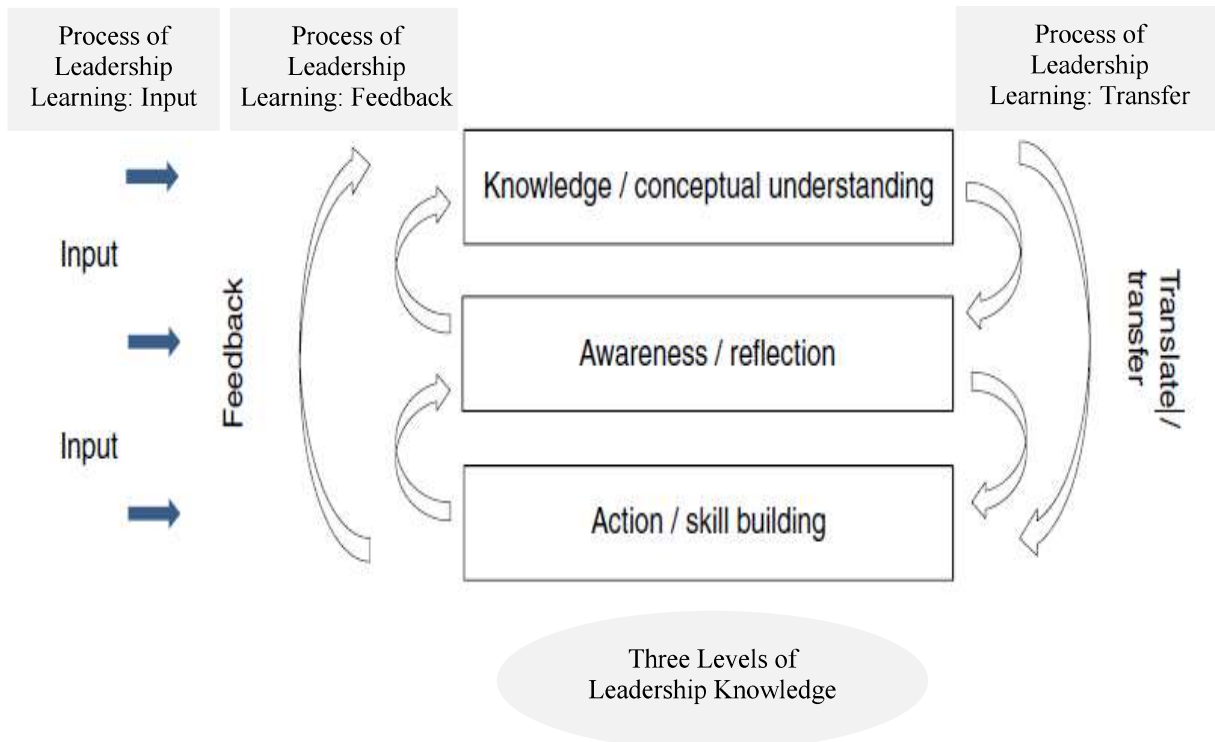 Process of
Leadership
Learning: Input
Process of
Leadership
Learning: Feedback
Process of
Leadership
Learning: Transfer
Input
Input
Feedback
Knowledge / conceptual understanding
Awareness / reflection
Action / skill building
Translate|/
transfer
Three Levels of
Leadership Knowledge